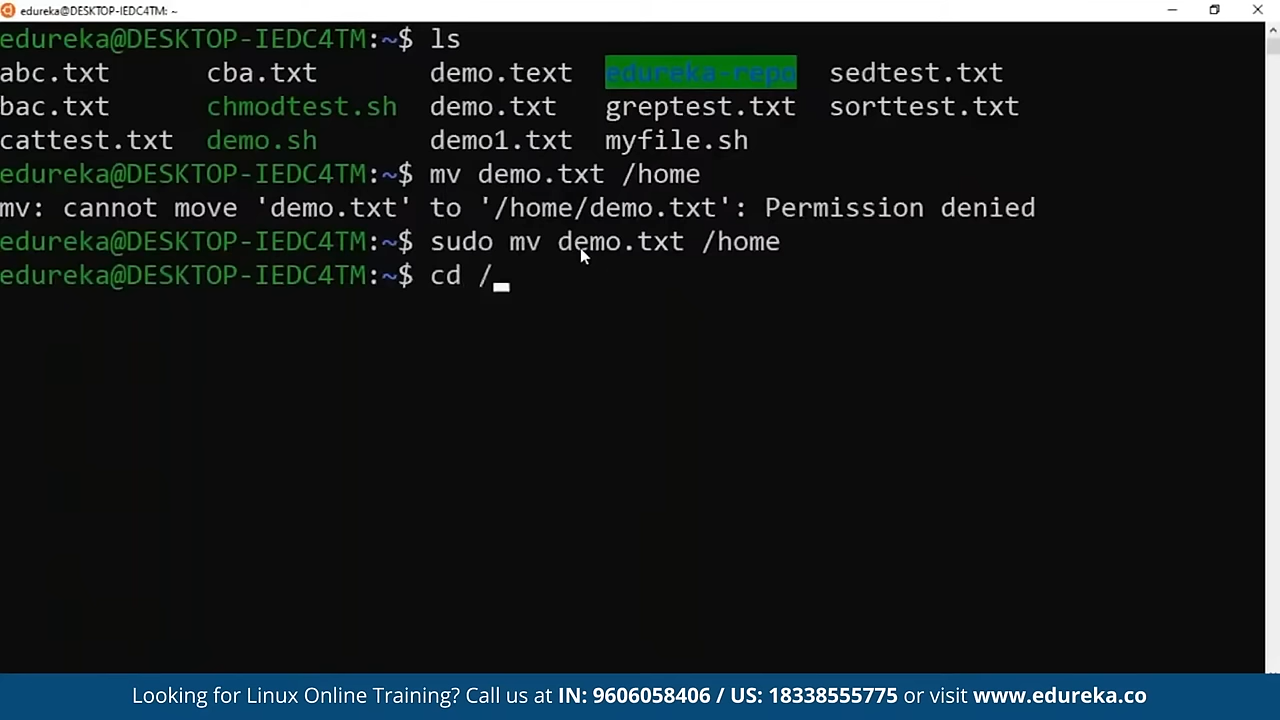 edureka@DESKTOP-IEDC4TM: ~
edureka@DESKTOP-IEDC4TM:~$ ls
abc.txt cba.txt demo.text edureka-repo sedtest.txt
bac.txt chmodtest.sh demo.txt greptest.txt sorttest.txt
cattest.txt demo.sh demo1.txt myfile.sh
edureka@DESKTOP-IEDC4TM:~$ mv demo.txt /home
mv: cannot move 'demo.txt' to '/home/demo.txt': Permission denied
edureka@DESKTOP-IEDC4TM:~$ sudo mv demo.txt /home
edureka@DESKTOP-IEDC4TM:~$ cd /
Looking for Linux Online Training? Call us at IN: 9606058406 / US: 18338555775 or visit www.edureka.co